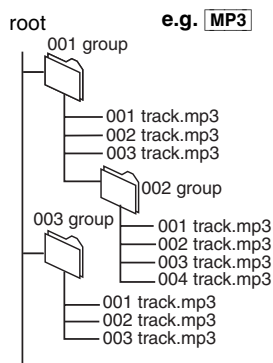 root
e.g. MP3
001 group
001 track.mp3
002 track.mp3
003 track.mp3
002 group
001 track.mp3
002 track.mp3
003 track.mp3
004 track.mp3
003 group
001 track.mp3
002 track.mp3
003 track.mp3